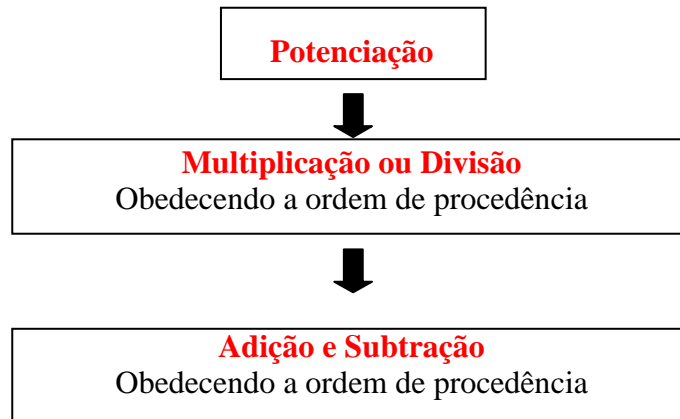 Potenciação
Multiplicação ou Divisão
Obedecendo a ordem de procedência
Adição e Subtração
Obedecendo a ordem de procedência